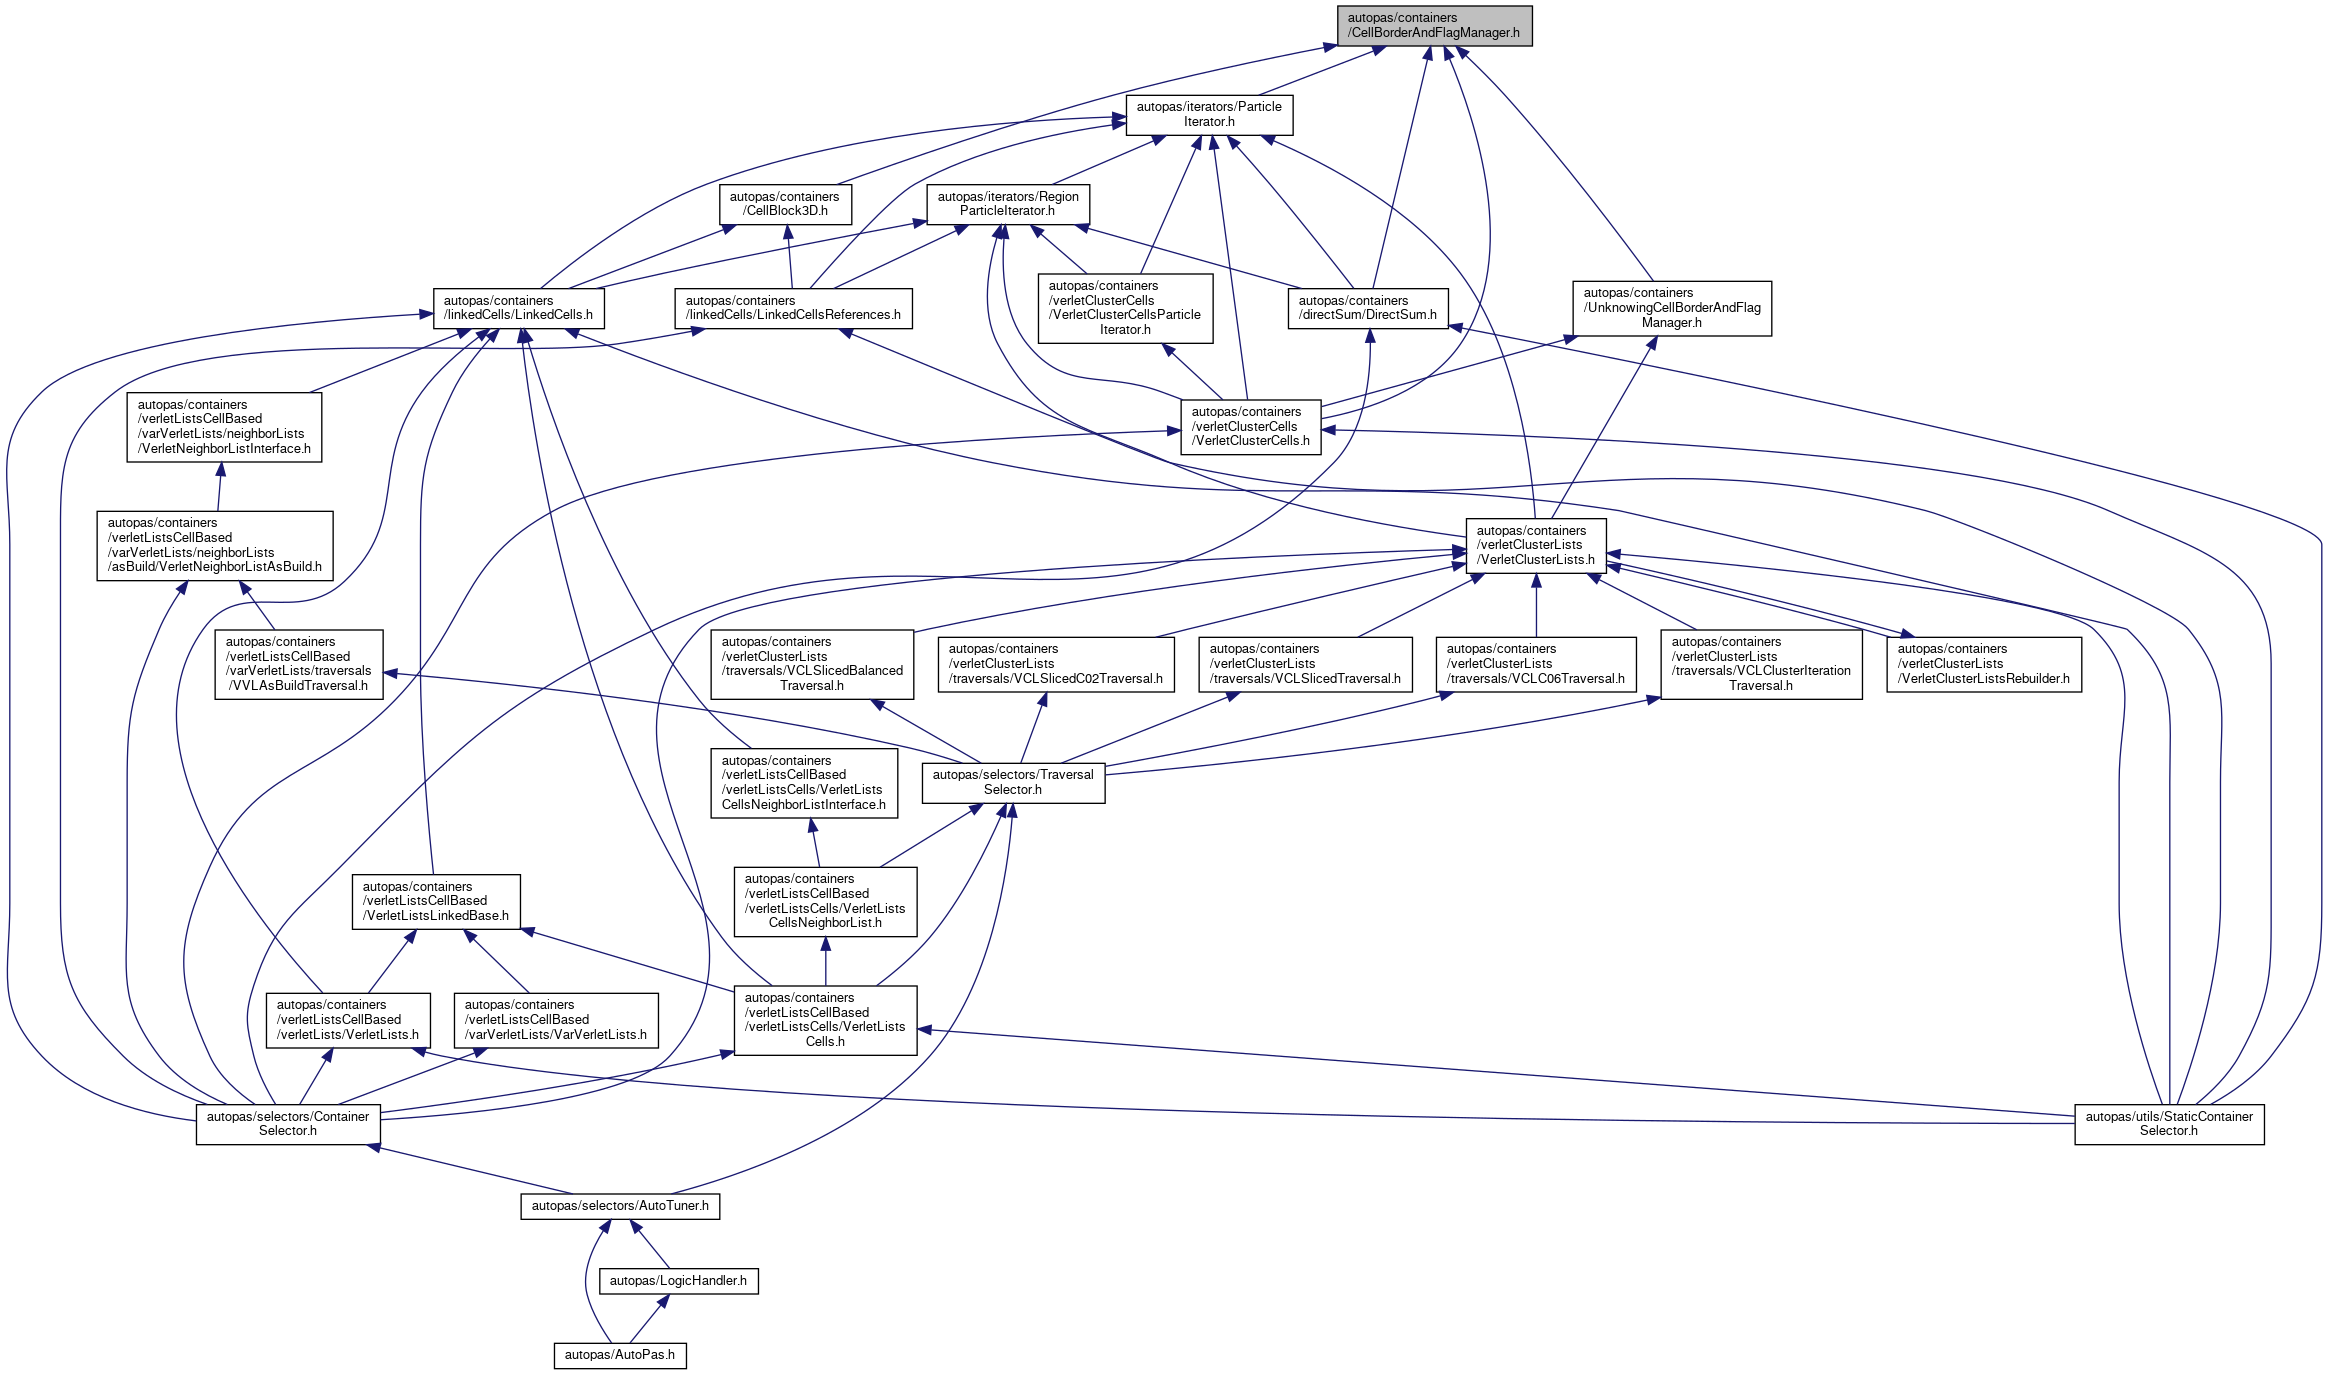 autopas/containers
/CellBorderAndFlagManager.h
autopas/iterators/Particle
Iterator.h
autopas/containers
/CellBlock3D.h
autopas/iterators/Region
ParticleIterator.h
autopas/containers
/verletClusterCells
/VerletClusterCellsParticle
Iterator.h
autopas/containers
/UnknowingCellBorderAndFlag
Manager.h
autopas/containers
/linkedCells/LinkedCells.h
autopas/containers
/linkedCells/LinkedCellsReferences.h
autopas/containers
/directSum/DirectSum.h
autopas/containers
/verletListsCellBased
/varVerletLists/neighborLists
/VerletNeighborListInterface.h
autopas/containers
/verletClusterCells
/VerletClusterCells.h
autopas/containers
/verletListsCellBased
/varVerletLists/neighborLists
/asBuild/VerletNeighborListAsBuild.h
autopas/containers
/verletClusterLists
/VerletClusterLists.h
autopas/containers
/verletListsCellBased
/varVerletLists/traversals
/VVLAsBuildTraversal.h
autopas/containers
/verletClusterLists
/traversals/VCLSlicedBalanced
Traversal.h
autopas/containers
/verletClusterLists
/traversals/VCLSlicedC02Traversal.h
autopas/containers
/verletClusterLists
/traversals/VCLSlicedTraversal.h
autopas/containers
/verletClusterLists
/traversals/VCLC06Traversal.h
autopas/containers
/verletClusterLists
/traversals/VCLClusterIteration
Traversal.h
autopas/containers
/verletClusterLists
/VerletClusterListsRebuilder.h
autopas/containers
/verletListsCellBased
/verletListsCells/VerletLists
CellsNeighborListInterface.h
autopas/selectors/Traversal
Selector.h
autopas/containers
/verletListsCellBased
/VerletListsLinkedBase.h
autopas/containers
/verletListsCellBased
/verletListsCells/VerletLists
CellsNeighborList.h
autopas/containers
/verletListsCellBased
/verletLists/VerletLists.h
autopas/containers
/verletListsCellBased
/varVerletLists/VarVerletLists.h
autopas/containers
/verletListsCellBased
/verletListsCells/VerletLists
Cells.h
autopas/selectors/Container
Selector.h
autopas/utils/StaticContainer
Selector.h
autopas/selectors/AutoTuner.h
autopas/LogicHandler.h
autopas/AutoPas.h